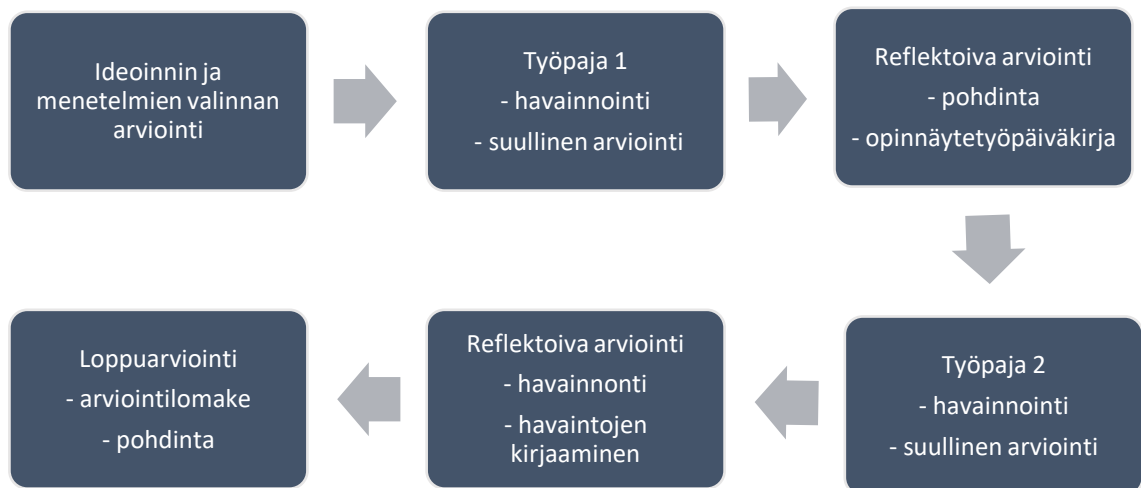 Ideoinnin ja
menetelmien valinnan
arviointi
Työpaja 1
- havainnointi
- suullinen arviointi
Reflektoiva arviointi
- pohdinta
- opinnäytetyöpäiväkirja
Työpaja 2
- havainnointi
- suullinen arviointi
Reflektoiva arviointi
- havainnonti
- havaintojen
kirjaaminen
Loppuarviointi
- arviointilomake
- pohdinta